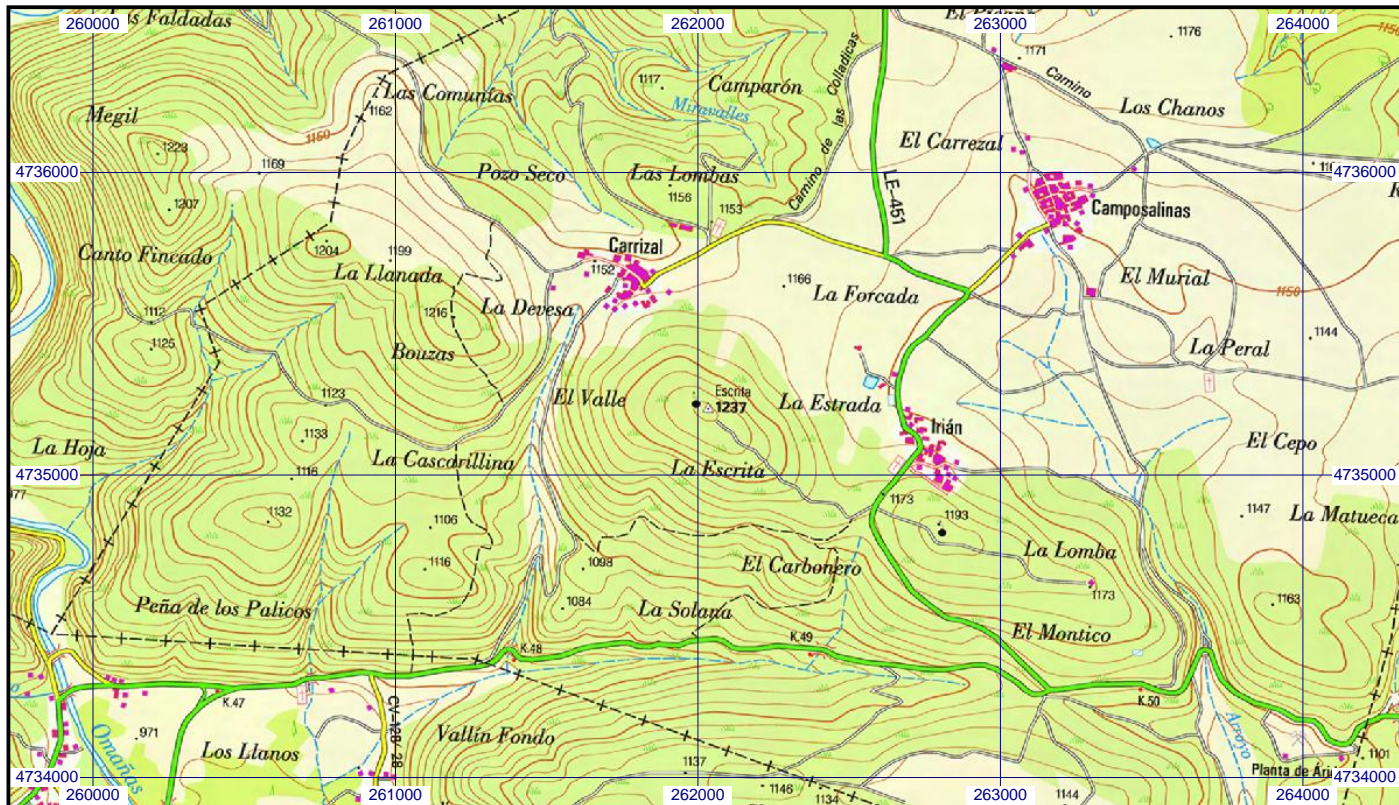 260000
261000
262000
263000
264000
Faldadas
1171
1176
1150
Las Comuntas
1162
Megil
1150
1117
Camparón
Miravalles
Camino de las Colladicas
Camino
Los Chanos
El Carrezal
1223
1169
4736000
Pozo Seco
Las Lombas
1156
1153
LE-451
4736000
1207
Camposalinas
Canto Fincado
1204
1199
La Llanada
Carrizal
1152
1166
La Forcada
El Murial
1150
1112
1216
La Devesa
1125
Bouzas
1144
La Peral
1123
El Valle
Escrita
1237
La Estrada
Irián
La Hoja
1133
La Cascarillina
La Escrita
El Cepo
4735000
1116
4735000
1132
1106
1173
1193
1147
La Matueca
1116
1098
El Carbonero
La Lomba
1173
Peña de los Palicos
1084
La Solana
1163
K.48
K.49
El Montico
K.47
K.50
CV-128/28
971
Omañas
Los Llanos
Vallín Fondo
Arroyo
1101
1137
Planta de Ári
4734000
1146
1134
1144
4734000
260000
261000
262000
263000
264000